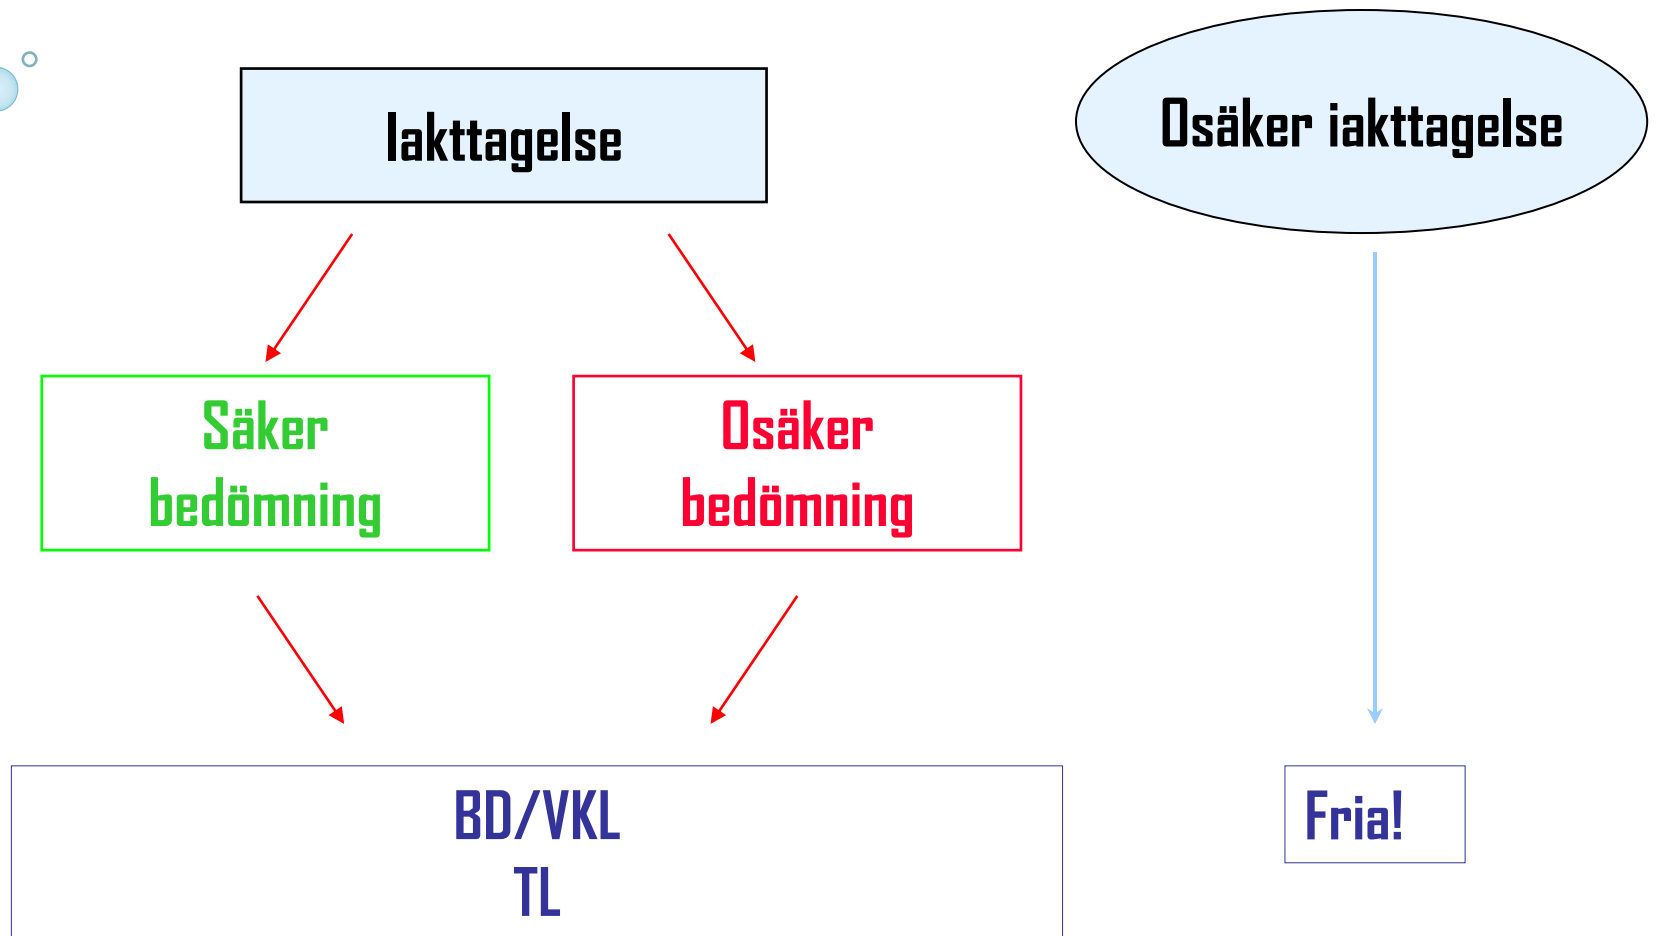 Iakttagelse
Osäker iakttagelse
Säker
bedömning
Osäker
bedömning
BD/VKL
TL
Fria!